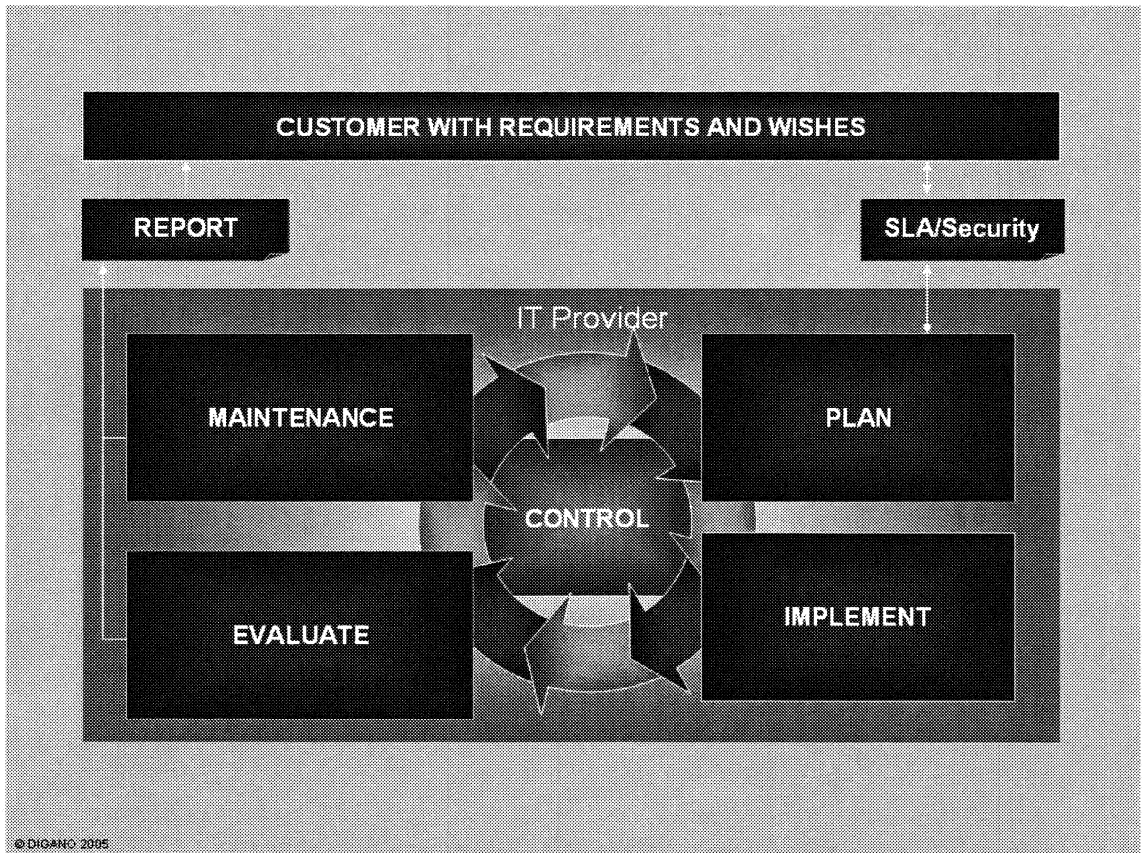 CUSTOMER WITH REQUIREMENTS AND WISHES
REPORT
SLA/Security
IT Provider
MAINTENANCE
PLAN
CONTROL
EVALUATE
IMPLEMENT
© DIGANO 2005